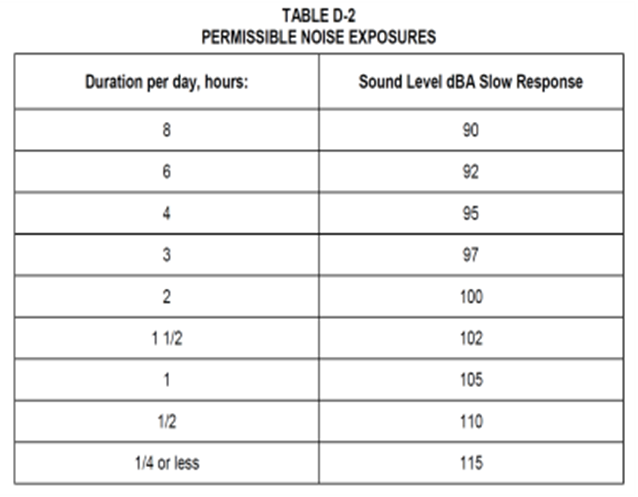 TABLE D-2
PERMISSIBLE NOISE EXPOSURES
Duration per day, hours: Sound Level dBA Slow Response
8 90
6 92
4 95
3 97
2 100
1 1/2 102
1 105
1/2 110
1/4 or less 115